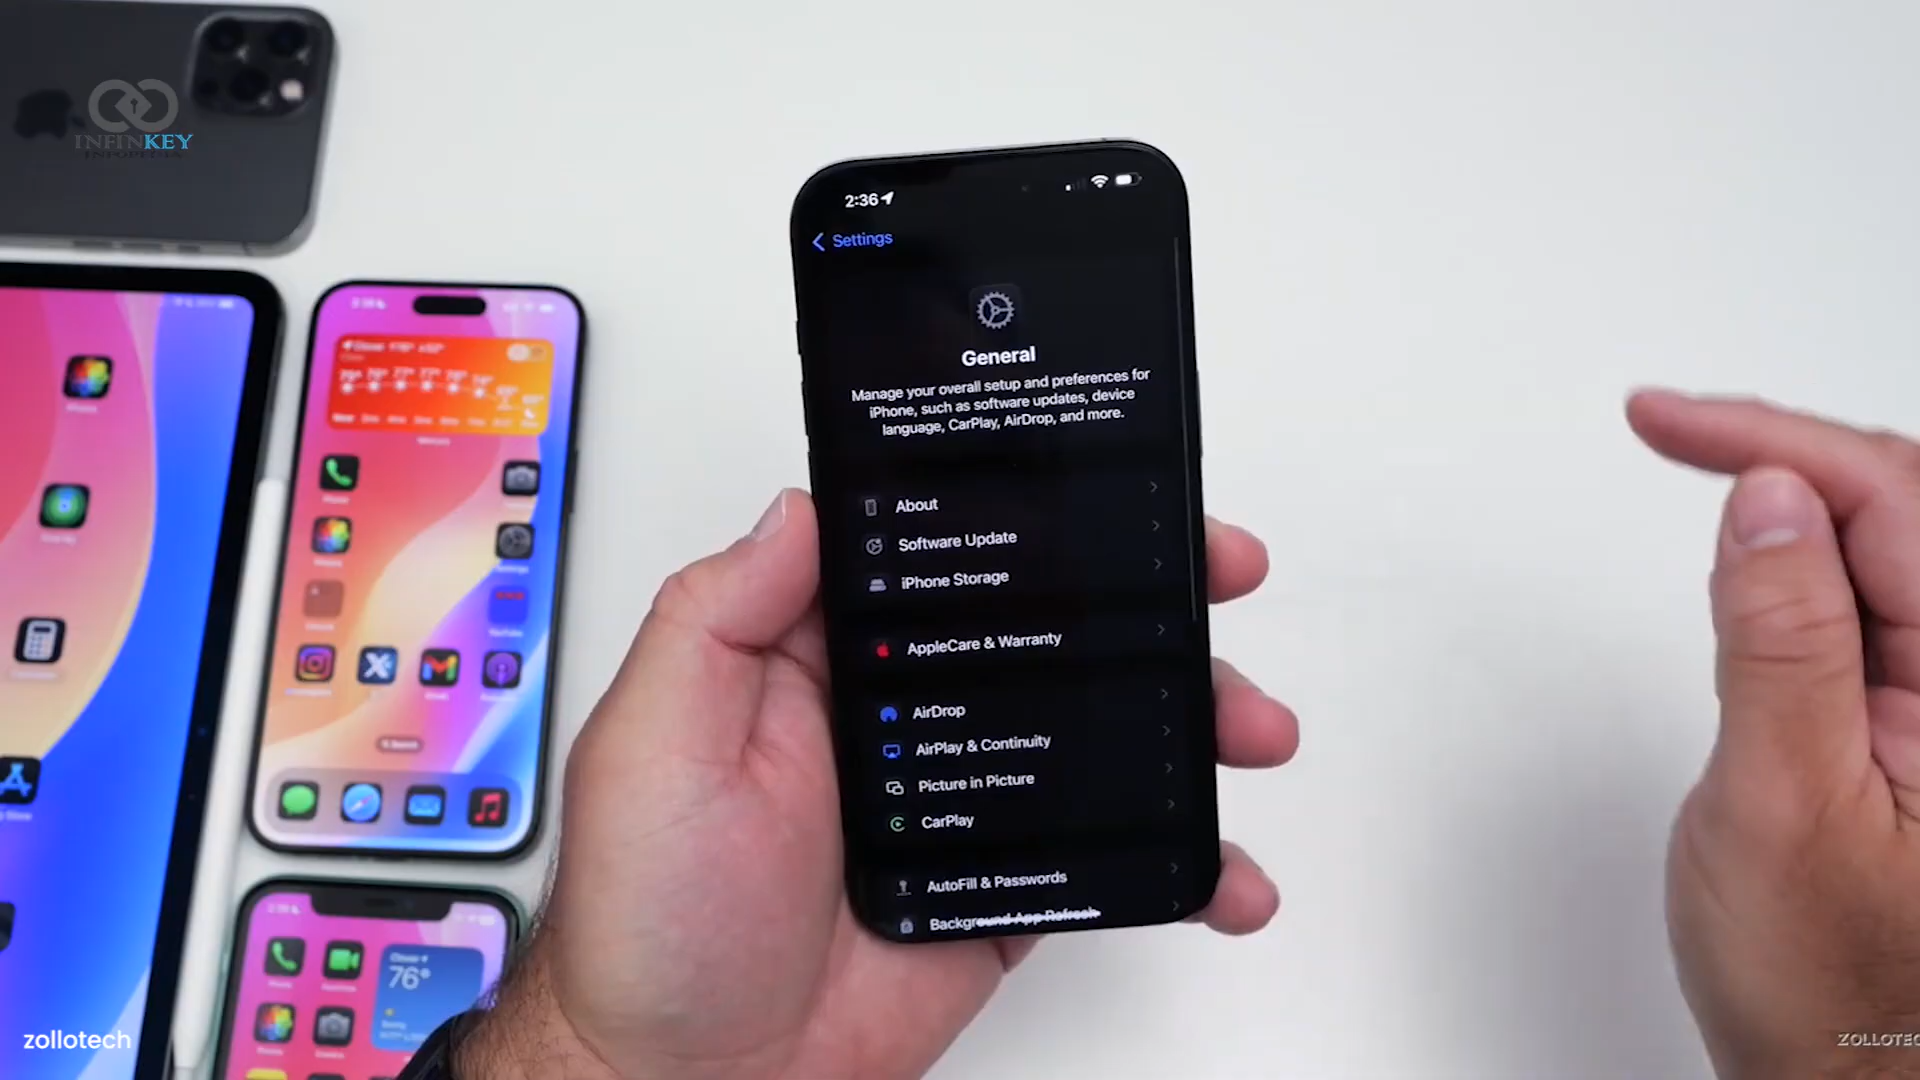 INFINKEY
INFOPEDIA
2:36
Settings
General
Manage your overall setup and preferences for
iPhone, such as software updates, device
language, CarPlay, AirDrop, and more.
About
Software Update
iPhone Storage
AppleCare & Warranty
AirDrop
AirPlay & Continuity
Picture in Picture
CarPlay
AutoFill & Passwords
Background App Refresh
76°
zollotech
ZOLLOTEC